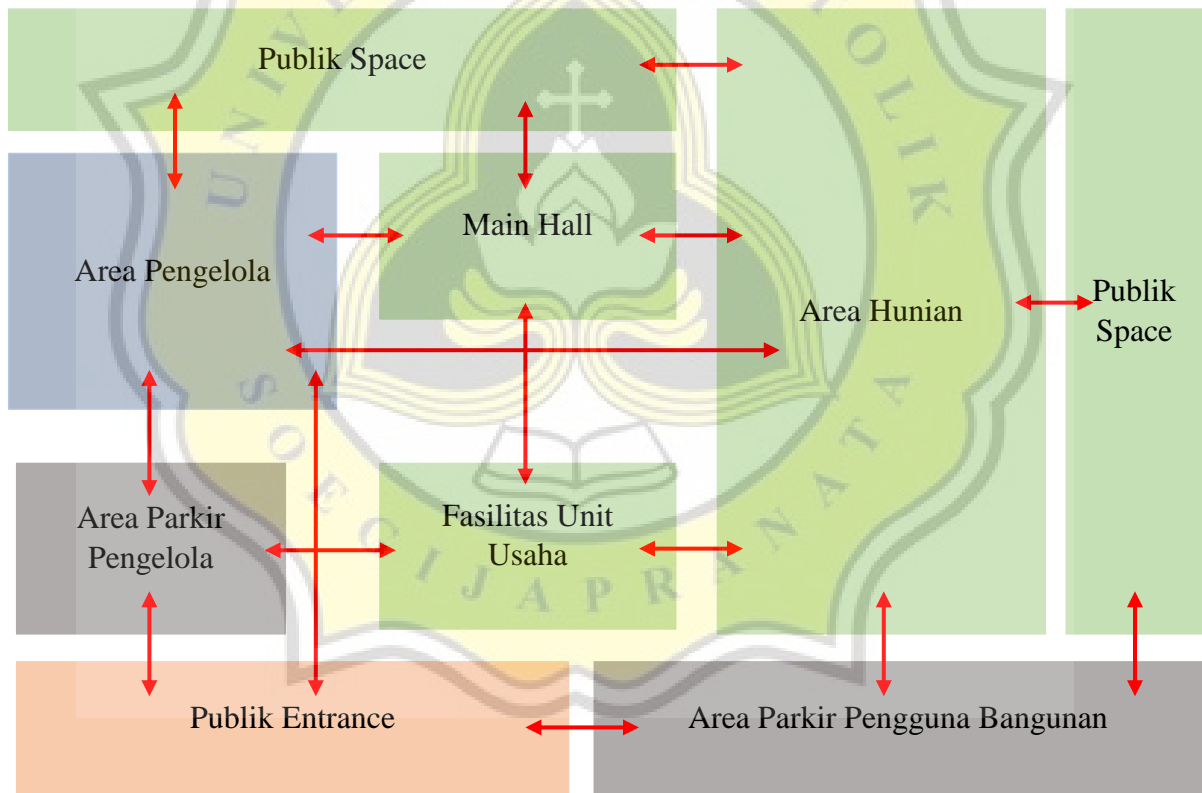 Publik Space
Main Hall
Area Pengelola
Area Hunian
Publik
Space
Area Parkir
Pengelola
Fasilitas Unit
Usaha
Publik Entrance
Area Parkir Pengguna Bangunan
SOEGIJAPRANATA